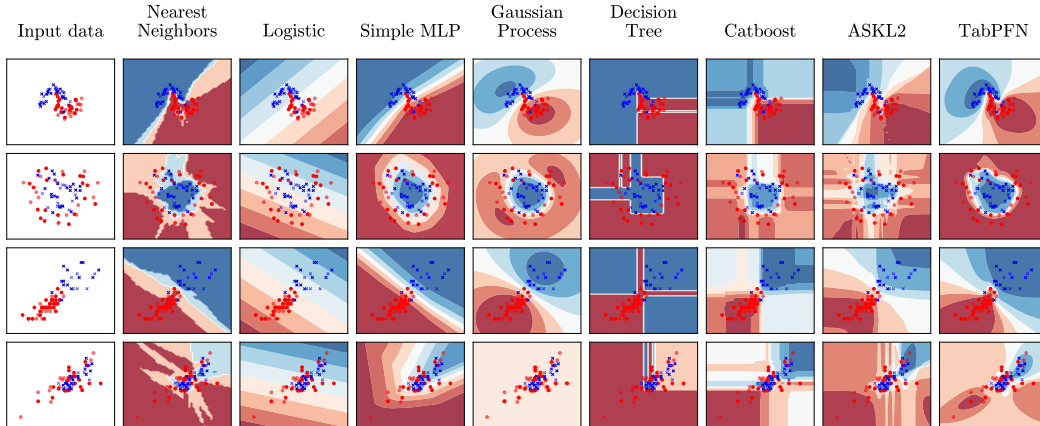 Input data
Nearest
Neighbors
Logistic
Simple MLP
Gaussian
Process
Decision
Tree
Catboost
ASKL2
TabPFN